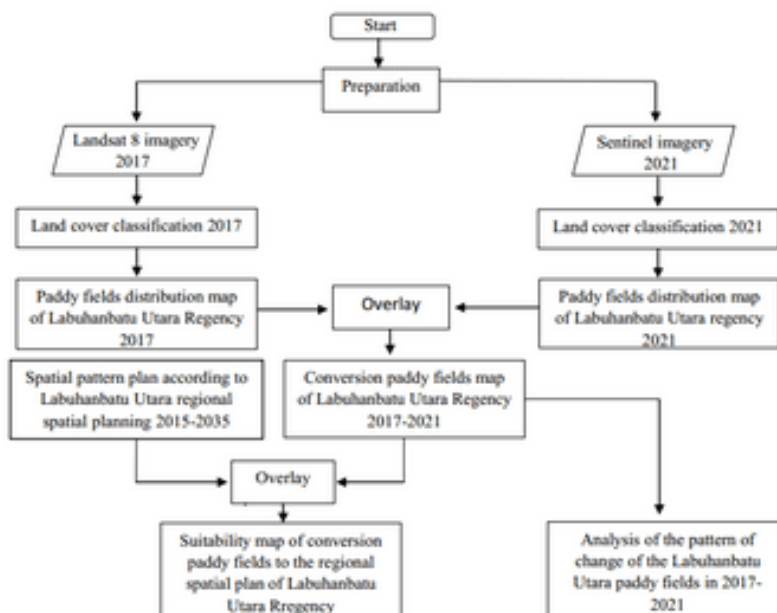 Start
Preparation
Landsat 8 imagery
2017
Sentinel imagery
2021
Land cover classification 2017
Land cover classification 2021
Paddy fields distribution map
of Labuhanbatu Utara Regency
2017
Overlay
Paddy fields distribution map
of Labuhanbatu Utara regency
2021
Spatial pattern plan according to
Labuhanbatu Utara regional
spatial planning 2015-2035
Conversion paddy fields map
of Labuhanbatu Utara Regency
2017-2021
Overlay
Suitability map of conversion
paddy fields to the regional
spatial plan of Labuhanbatu
Utara Rregency
Analysis of the pattern of
change of the Labuhanbatu
Utara paddy fields in 2017-
2021